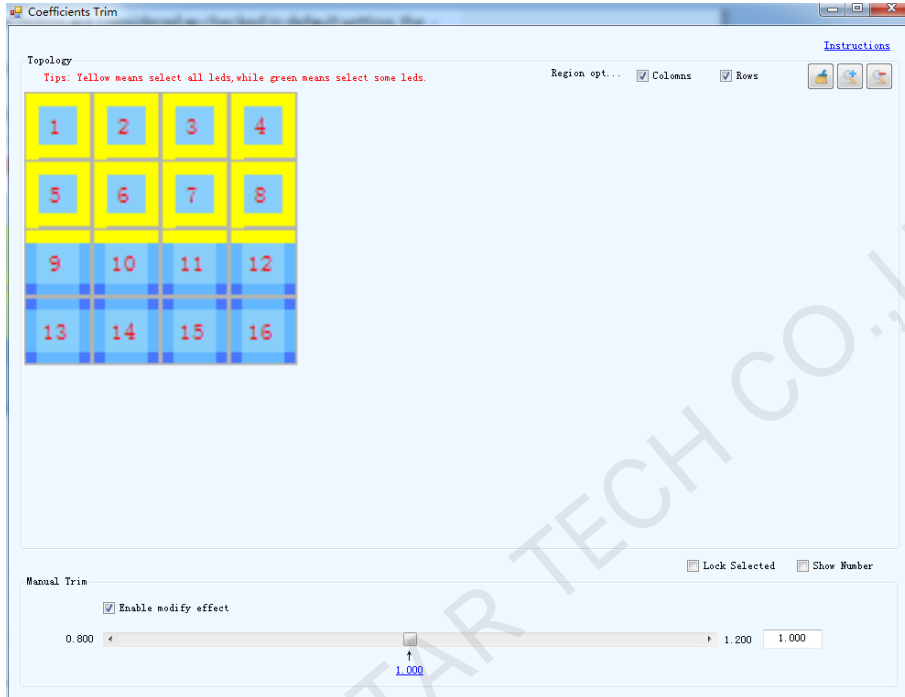 Coefficients Trim
Instructions
Topology
Tips: Yellow means select all leds,while green means select some leds.
Region opt... Colomns Rows
1 2 3 4
5 6 7 8
9 10 11 12
13 14 15 16
Lock Selected Show Number
Manual Trim
Enable modify effect
0.800 1.200 1.000
1.000
TAR TECH CO.,